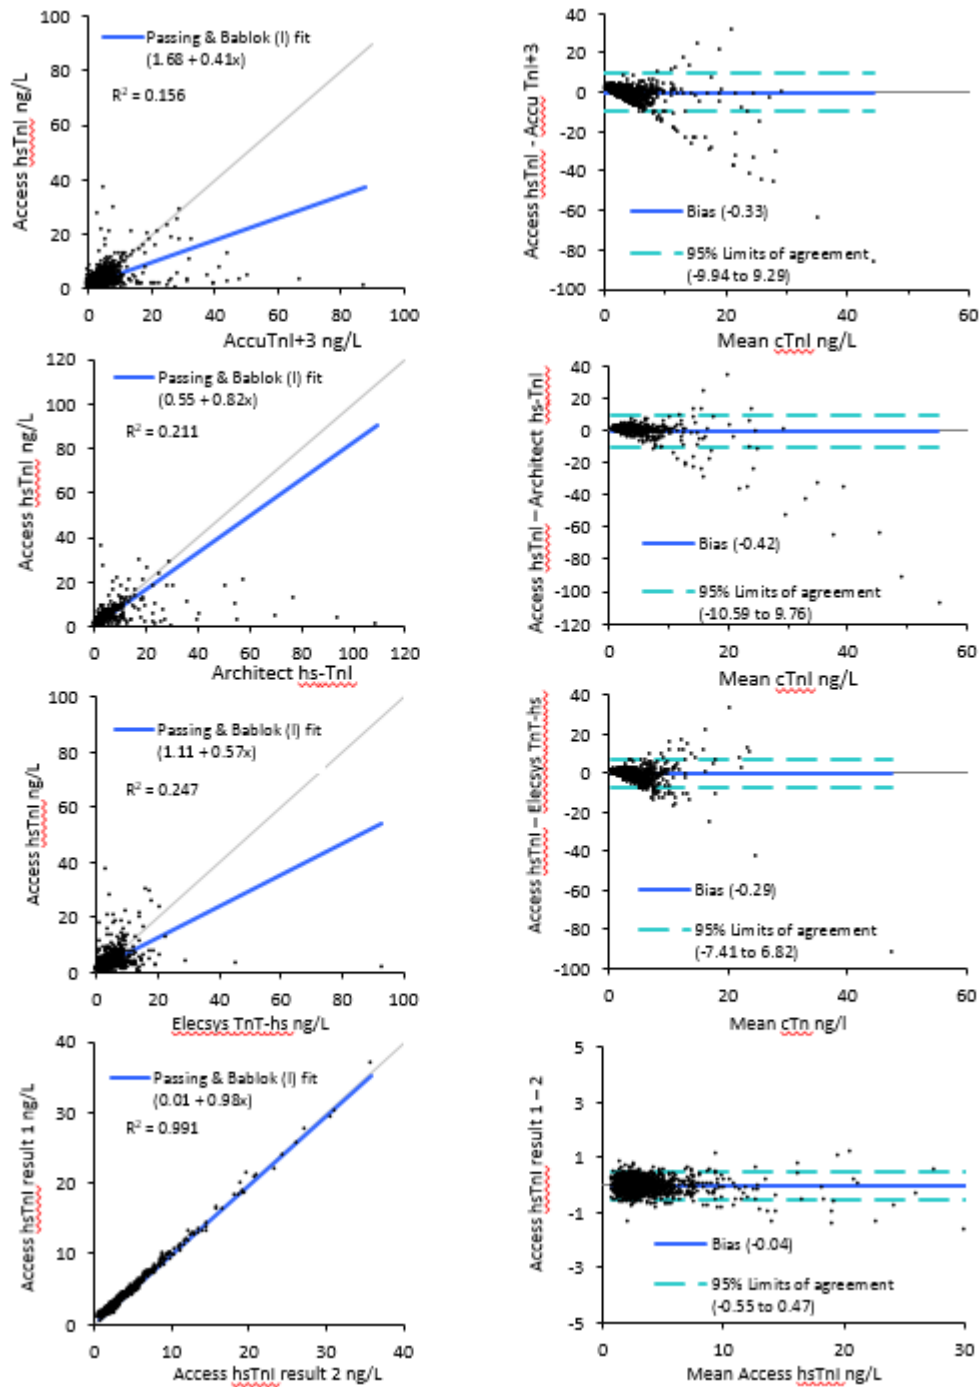 100
80
60
40
20
0
Access hsTnI ng/L
Passing & Bablok (I) fit
(1.68 + 0.41x)
R² = 0.156
0 20 40 60 80 100
AccuTnI+3 ng/L
40
20
0
-20
-40
-60
-80
-100
Access hsTnI - Accu TnI+3
Bias (-0.33)
95% Limits of agreement
(-9.94 to 9.29)
0 20 40 60
Mean cTnI ng/L
120
100
80
60
40
20
0
Access hsTnI ng/L
Passing & Bablok (I) fit
(0.55 + 0.82x)
R² = 0.211
0 20 40 60 80 100 120
Architect hs-TnI
40
20
0
-20
-40
-60
-80
-100
-120
Access hsTnI – Architect hs-TnI
Bias (-0.42)
95% Limits of agreement
(-10.59 to 9.76)
0 20 40 60
Mean cTnI ng/L
100
80
60
40
20
0
Access hsTnI ng/L
Passing & Bablok (I) fit
(1.11 + 0.57x)
R² = 0.247
0 20 40 60 80 100
Elecsys TnT-hs ng/L
40
20
0
-20
-40
-60
-80
-100
Access hsTnI – Elecsys TnT-hs
Bias (-0.29)
95% Limits of agreement
(-7.41 to 6.82)
0 20 40 60
Mean cTn ng/l
40
30
20
10
0
Access hsTnI result 1 ng/L
Passing & Bablok (I) fit
(0.01 + 0.98x)
R² = 0.991
0 10 20 30 40
Access hsTnI result 2 ng/L
5
3
1
-1
-3
-5
Access hsTnI result 1 – 2
Bias (-0.04)
95% Limits of agreement
(-0.55 to 0.47)
0 10 20 30
Mean Access hsTnI ng/L